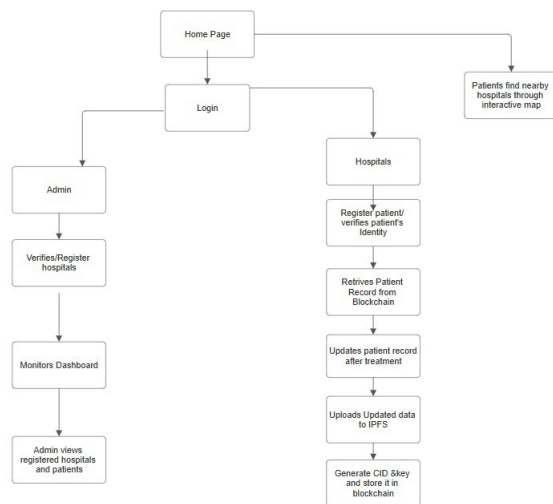 Home Page
Patients find nearby
hospitals through
interactive map
Login
Admin
Hospitals
Verifies/Register
hospitals
Register patient/
verifies patient's
Identity
Retrives Patient
Record from
Blockchain
Monitors Dashboard
Updates patient record
after treatment
Admin views
registered hospitals
and patients
Uploads Updated data
to IPFS
Generate CID &key
and store it in
blockchain